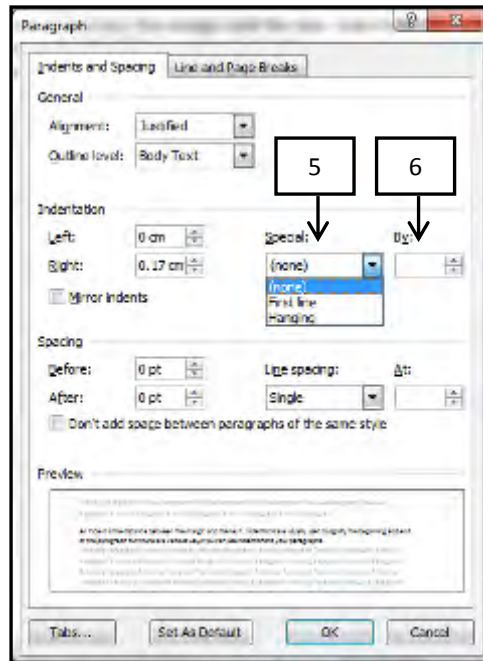 Paragraph
Indents and Spacing
Line and Page Breaks
General
Alignment: Justified
Outline level: Body Text
5
6
Indentation
Left: 0 cm
Special:
By:
Right: 0.17 cm
(none)
(none)
First line
Hanging
Mirror indents
Spacing
Before: 0 pt
Line spacing:
At:
After: 0 pt
Single
Don't add space between paragraphs of the same style
Preview
Tabs...
Set As Default
OK
Cancel